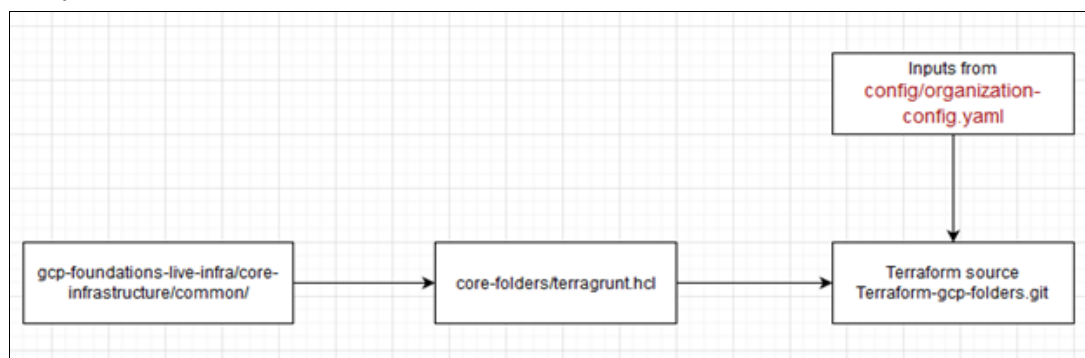 Inputs from
config/organization-
config.yaml
gcp-foundations-live-infra/core-
infrastructure/common/
core-folders/terragrunt.hcl
Terraform source
Terraform-gcp-folders.git